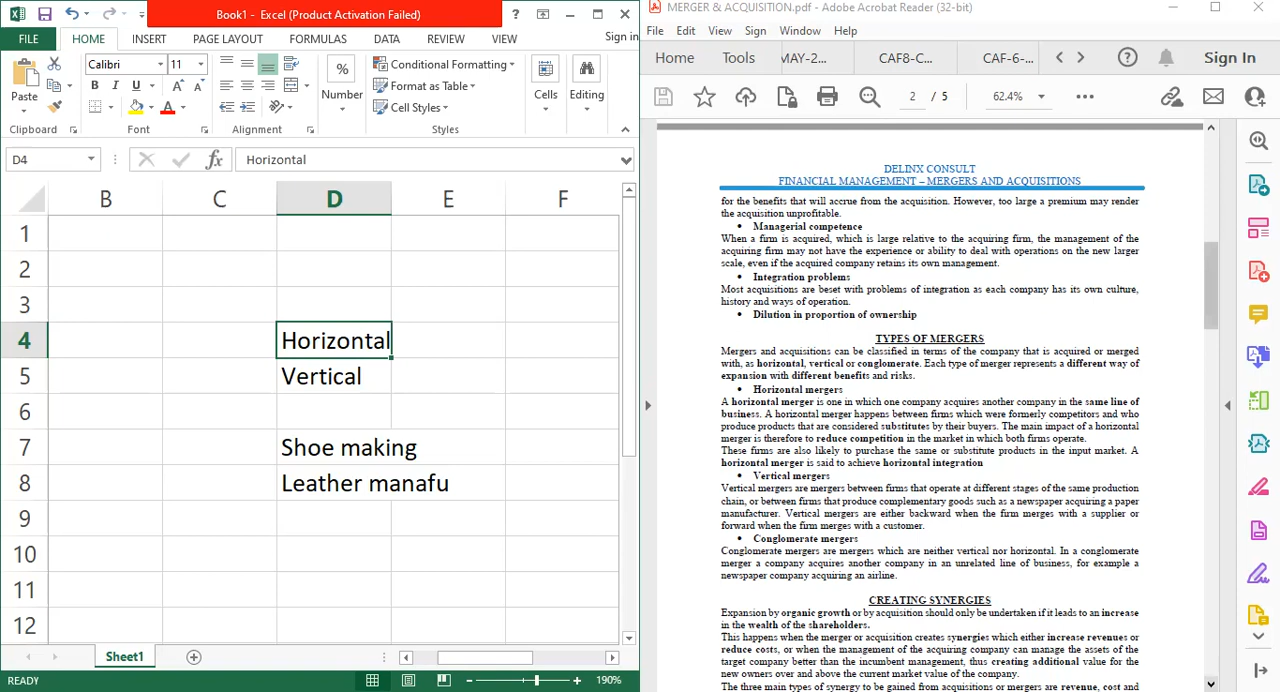 Book1 - Excel (Product Activation Failed)
FILE HOME INSERT PAGE LAYOUT FORMULAS DATA REVIEW VIEW Sign in
Paste
Calibri 11
B I U
A A
A
%
Number
Conditional Formatting
Format as Table
Cell Styles
Cells
Editing
Clipboard Font Alignment Styles
D4 fx Horizontal
B C D E F
1
2
3
4 Horizontal
5 Vertical
6
7 Shoe making
8 Leather manafu
9
10
11
12
Sheet1
READY 190%
MERGER & ACQUISITION.pdf - Adobe Acrobat Reader (32-bit)
File Edit View Sign Window Help
Home Tools MAY-2... CAF8-C... CAF-6-... Sign In
2 / 5 62.4%
DELINX CONSULT
FINANCIAL MANAGEMENT – MERGERS AND ACQUISITIONS
for the benefits that will accrue from the acquisition. However, too large a premium may render
the acquisition unprofitable.
• Managerial competence
When a firm is acquired, which is large relative to the acquiring firm, the management of the
acquiring firm may not have the experience or ability to deal with operations on the new larger
scale, even if the acquired company retains its own management.
• Integration problems
Most acquisitions are beset with problems of integration as each company has its own culture,
history and ways of operation.
• Dilution in proportion of ownership
TYPES OF MERGERS
Mergers and acquisitions can be classified in terms of the company that is acquired or merged
with, as horizontal, vertical or conglomerate. Each type of merger represents a different way of
expansion with different benefits and risks.
• Horizontal mergers
A horizontal merger is one in which one company acquires another company in the same line of
business. A horizontal merger happens between firms which were formerly competitors and who
produce products that are considered substitutes by their buyers. The main impact of a horizontal
merger is therefore to reduce competition in the market in which both firms operate.
These firms are also likely to purchase the same or substitute products in the input market. A
horizontal merger is said to achieve horizontal integration
• Vertical mergers
Vertical mergers are mergers between firms that operate at different stages of the same production
chain, or between firms that produce complementary goods such as a newspaper acquiring a paper
manufacturer. Vertical mergers are either backward when the firm merges with a supplier or
forward when the firm merges with a customer.
• Conglomerate mergers
Conglomerate mergers are mergers which are neither vertical nor horizontal. In a conglomerate
merger a company acquires another company in an unrelated line of business, for example a
newspaper company acquiring an airline.
CREATING SYNERGIES
Expansion by organic growth or by acquisition should only be undertaken if it leads to an increase
in the wealth of the shareholders.
This happens when the merger or acquisition creates synergies which either increase revenues or
reduce costs, or when the management of the acquiring company can manage the assets of the
target company better than the incumbent management, thus creating additional value for the
new owners over and above the current market value of the company.
The three main types of synergy to be gained from acquisitions or mergers are revenue, cost and